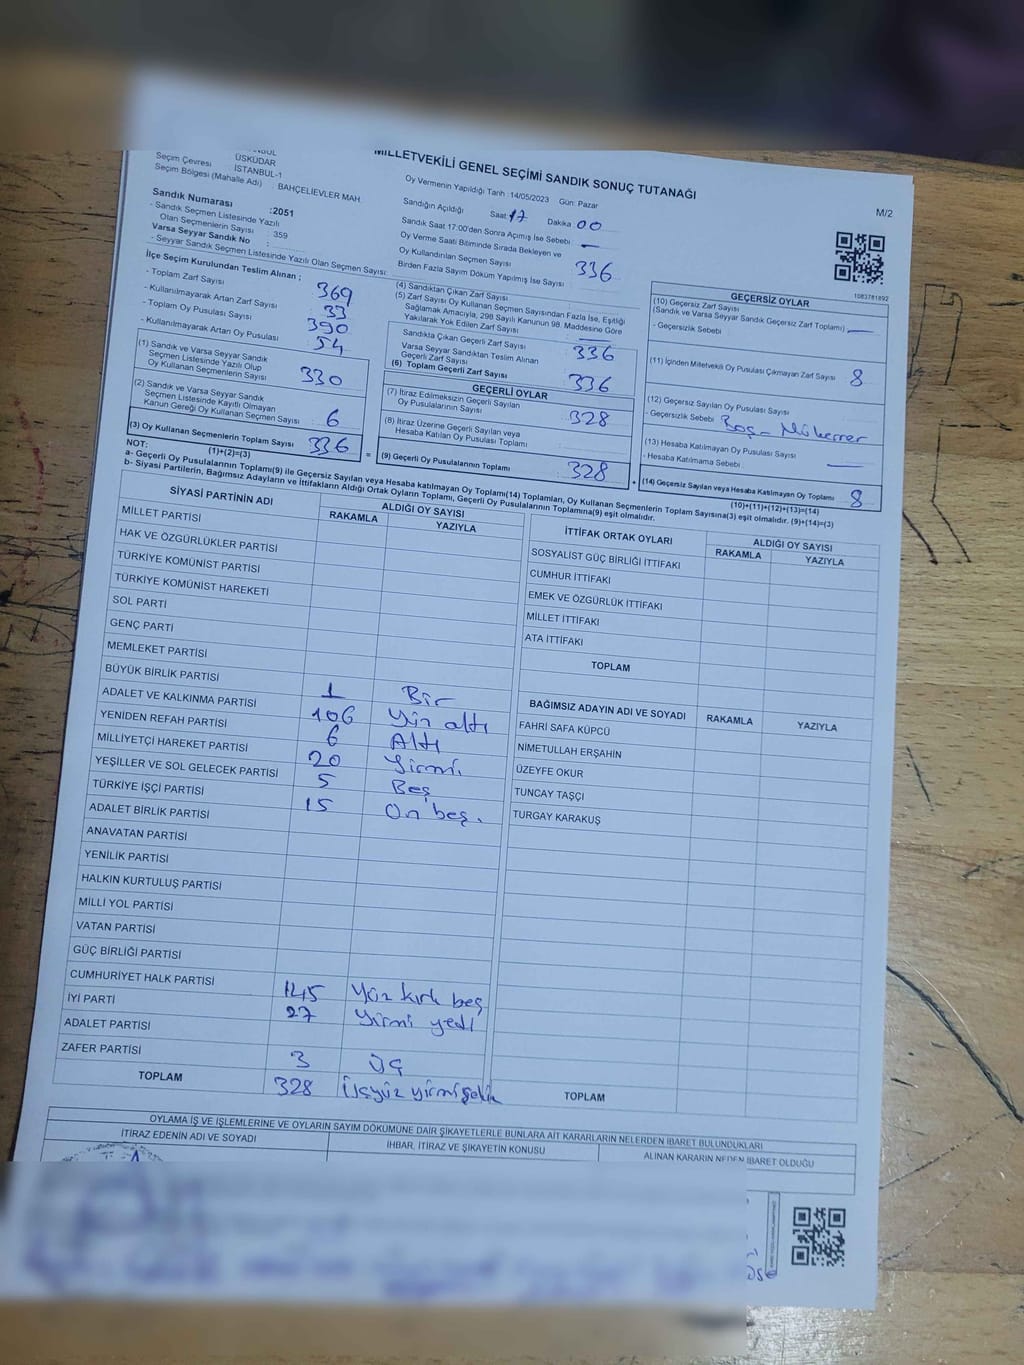 MİLLETVEKİLİ GENEL SEÇİMİ SANDIK SONUÇ TUTANAĞI
M/2
ÜSKÜDAR
Seçim Çevresi : İSTANBUL-1
Seçim Bölgesi (Mahalle Adı) : BAHÇELİEVLER MAH.
Sandık Numarası :2051
- Sandık Seçmen Listesinde Yazılı
Olan Seçmenlerin Sayısı : 359
Varsa Seyyar Sandık No :
- Seyyar Sandık Seçmen Listesinde Yazılı Olan Seçmen Sayısı:
Oy Vermenin Yapıldığı Tarih :14/05/2023 Gün: Pazar
Sandığın Açıldığı Saat: 17 Dakika 00
Sandık Saat 17:00'den Sonra Açılmış İse Sebebi : —
Oy Verme Saati Bitiminde Sırada Bekleyen ve
Oy Kullandırılan Seçmen Sayısı
Birden Fazla Sayım Döküm Yapılmış İse Sayısı :
İlçe Seçim Kurulundan Teslim Alınan ;
- Toplam Zarf Sayısı 369
- Kullanılmayarak Artan Zarf Sayısı 33
- Toplam Oy Pusulası Sayısı 390
- Kullanılmayarak Artan Oy Pusulası 54
(1) Sandık ve Varsa Seyyar Sandık
Seçmen Listesinde Yazılı Olup
Oy Kullanan Seçmenlerin Sayısı 330
(2) Sandık ve Varsa Seyyar Sandık
Seçmen Listesinde Kayıtlı Olmayan
Kanun Gereği Oy Kullanan Seçmen Sayısı : 6
(3) Oy Kullanan Seçmenlerin Toplam Sayısı 336
(1)+(2)=(3)
(4) Sandıktan Çıkan Zarf Sayısı : 336
(5) Zarf Sayısı Oy Kullanan Seçmen Sayısından Fazla İse, Eşitliği
Sağlamak Amacıyla, 298 Sayılı Kanunun 98. Maddesine Göre
Yakılarak Yok Edilen Zarf Sayısı —
Sandıkta Çıkan Geçerli Zarf Sayısı 336
Varsa Seyyar Sandıktan Teslim Alınan
Geçerli Zarf Sayısı
(6) Toplam Geçerli Zarf Sayısı 336
GEÇERLİ OYLAR
(7) İtiraz Edilmeksizin Geçerli Sayılan
Oy Pusulalarının Sayısı 328
(8) İtiraz Üzerine Geçerli Sayılan veya
Hesaba Katılan Oy Pusulası Toplamı
= (9) Geçerli Oy Pusulalarının Toplamı 328
1083781892
GEÇERSİZ OYLAR
(10) Geçersiz Zarf Sayısı
(Sandık ve Varsa Seyyar Sandık Geçersiz Zarf Toplamı) : —
- Geçersizlik Sebebi :
(11) İçinden Milletvekili Oy Pusulası Çıkmayan Zarf Sayısı : 8
(12) Geçersiz Sayılan Oy Pusulası Sayısı :
- Geçersizlik Sebebi : Boş - Mükerrer
(13) Hesaba Katılmayan Oy Pusulası Sayısı : —
- Hesaba Katılmama Sebebi :
+ (14) Geçersiz Sayılan veya Hesaba Katılmayan Oy Pusulası Toplamı 8
(10)+(11)+(12)+(13)=(14)
NOT:
a- Geçerli Oy Pusulalarının Toplamı(9) ile Geçersiz Sayılan veya Hesaba katılmayan Oy Toplamı(14) Toplamları, Oy Kullanan Seçmenlerin Toplam Sayısına(3) eşit olmalıdır. (9)+(14)=(3)
b- Siyasi Partilerin, Bağımsız Adayların ve İttifakların Aldığı Ortak Oyların Toplamı, Geçerli Oy Pusulalarının Toplamına(9) eşit olmalıdır.
SİYASİ PARTİNİN ADI ALDIĞI OY SAYISI
RAKAMLA YAZIYLA
MİLLET PARTİSİ
HAK VE ÖZGÜRLÜKLER PARTİSİ
TÜRKİYE KOMÜNİST PARTİSİ
TÜRKİYE KOMÜNİST HAREKETİ
SOL PARTİ
GENÇ PARTİ
MEMLEKET PARTİSİ
BÜYÜK BİRLİK PARTİSİ 1 Bir
ADALET VE KALKINMA PARTİSİ 106 Yüz altı
YENİDEN REFAH PARTİSİ 6 Altı
MİLLİYETÇİ HAREKET PARTİSİ 20 Yirmi
YEŞİLLER VE SOL GELECEK PARTİSİ 5 Beş
TÜRKİYE İŞÇİ PARTİSİ 15 On beş.
ADALET BİRLİK PARTİSİ
ANAVATAN PARTİSİ
YENİLİK PARTİSİ
HALKIN KURTULUŞ PARTİSİ
MİLLİ YOL PARTİSİ
VATAN PARTİSİ
GÜÇ BİRLİĞİ PARTİSİ
CUMHURİYET HALK PARTİSİ 145 Yüz kırk beş
İYİ PARTİ 27 Yirmi yedi
ADALET PARTİSİ
ZAFER PARTİSİ 3 Üç
TOPLAM 328 Üçyüz yirmi sekiz
İTTİFAK ORTAK OYLARI ALDIĞI OY SAYISI
RAKAMLA YAZIYLA
SOSYALİST GÜÇ BİRLİĞİ İTTİFAKI
CUMHUR İTTİFAKI
EMEK VE ÖZGÜRLÜK İTTİFAKI
MİLLET İTTİFAKI
ATA İTTİFAKI
TOPLAM
BAĞIMSIZ ADAYIN ADI VE SOYADI RAKAMLA YAZIYLA
FAHRİ SAFA KÜPCÜ
NİMETULLAH ERŞAHİN
ÜZEYFE OKUR
TUNCAY TAŞÇI
TURGAY KARAKUŞ
TOPLAM
OYLAMA İŞ VE İŞLEMLERİNE VE OYLARIN SAYIM DÖKÜMÜNE DAİR ŞİKAYETLERLE BUNLARA AİT KARARLARIN NELERDEN İBARET BULUNDUKLARI
İTİRAZ EDENİN ADI VE SOYADI İHBAR, İTİRAZ VE ŞİKAYETİN KONUSU ALINAN KARARIN NEDEN İBARET OLDUĞU